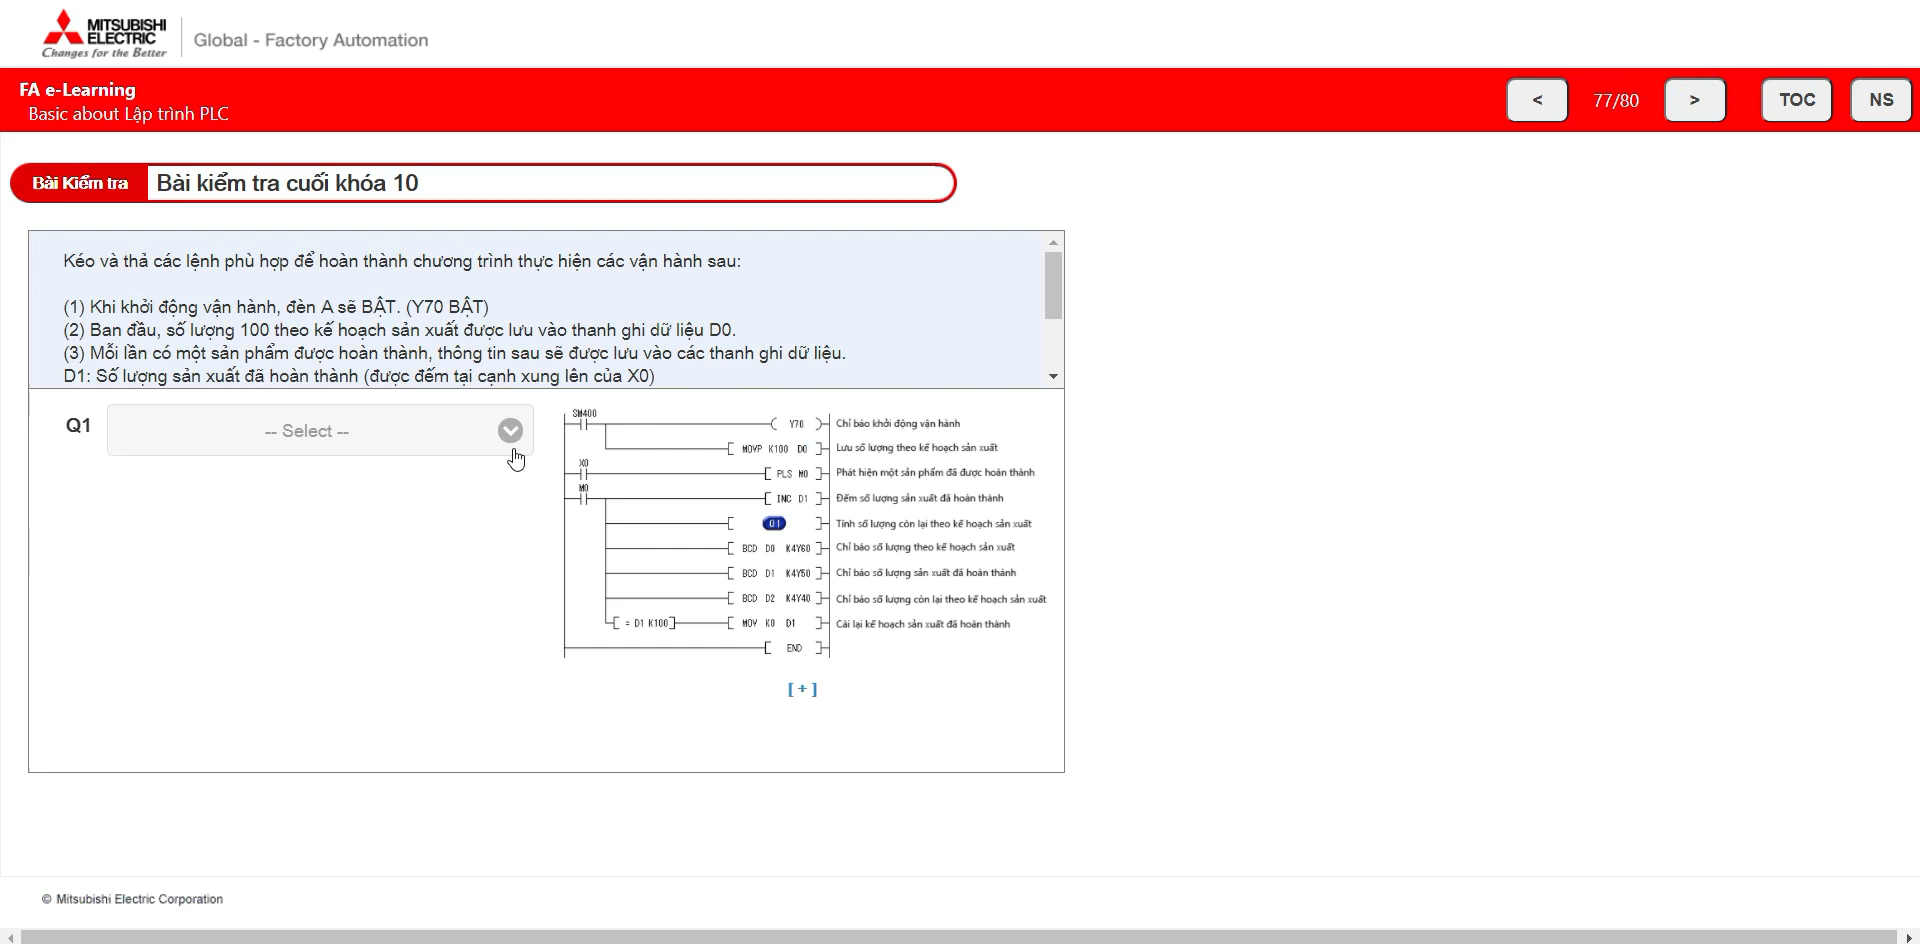 MITSUBISHI
ELECTRIC
Changes for the Better
Global - Factory Automation
FA e-Learning
Basic about Lập trình PLC
<
77/80
>
TOC
NS
Bài Kiểm tra
Bài kiểm tra cuối khóa 10
Kéo và thả các lệnh phù hợp để hoàn thành chương trình thực hiện các vận hành sau:
(1) Khi khởi động vận hành, đèn A sẽ BẬT. (Y70 BẬT)
(2) Ban đầu, số lượng 100 theo kế hoạch sản xuất được lưu vào thanh ghi dữ liệu D0.
(3) Mỗi lần có một sản phẩm được hoàn thành, thông tin sau sẽ được lưu vào các thanh ghi dữ liệu.
D1: Số lượng sản xuất đã hoàn thành (được đếm tại cạnh xung lên của X0)
Q1
-- Select --
SM400
Y70 Chỉ báo khởi động vận hành
MOVP K100 D0 Lưu số lượng theo kế hoạch sản xuất
X0
PLS M0 Phát hiện một sản phẩm đã được hoàn thành
M0
INC D1 Đếm số lượng sản xuất đã hoàn thành
Q1 Tính số lượng còn lại theo kế hoạch sản xuất
BCD D0 K4Y60 Chỉ báo số lượng theo kế hoạch sản xuất
BCD D1 K4Y50 Chỉ báo số lượng sản xuất đã hoàn thành
BCD D2 K4Y40 Chỉ báo số lượng còn lại theo kế hoạch sản xuất
= D1 K100 MOV K0 D1 Cài lại kế hoạch sản xuất đã hoàn thành
END
[ + ]
© Mitsubishi Electric Corporation